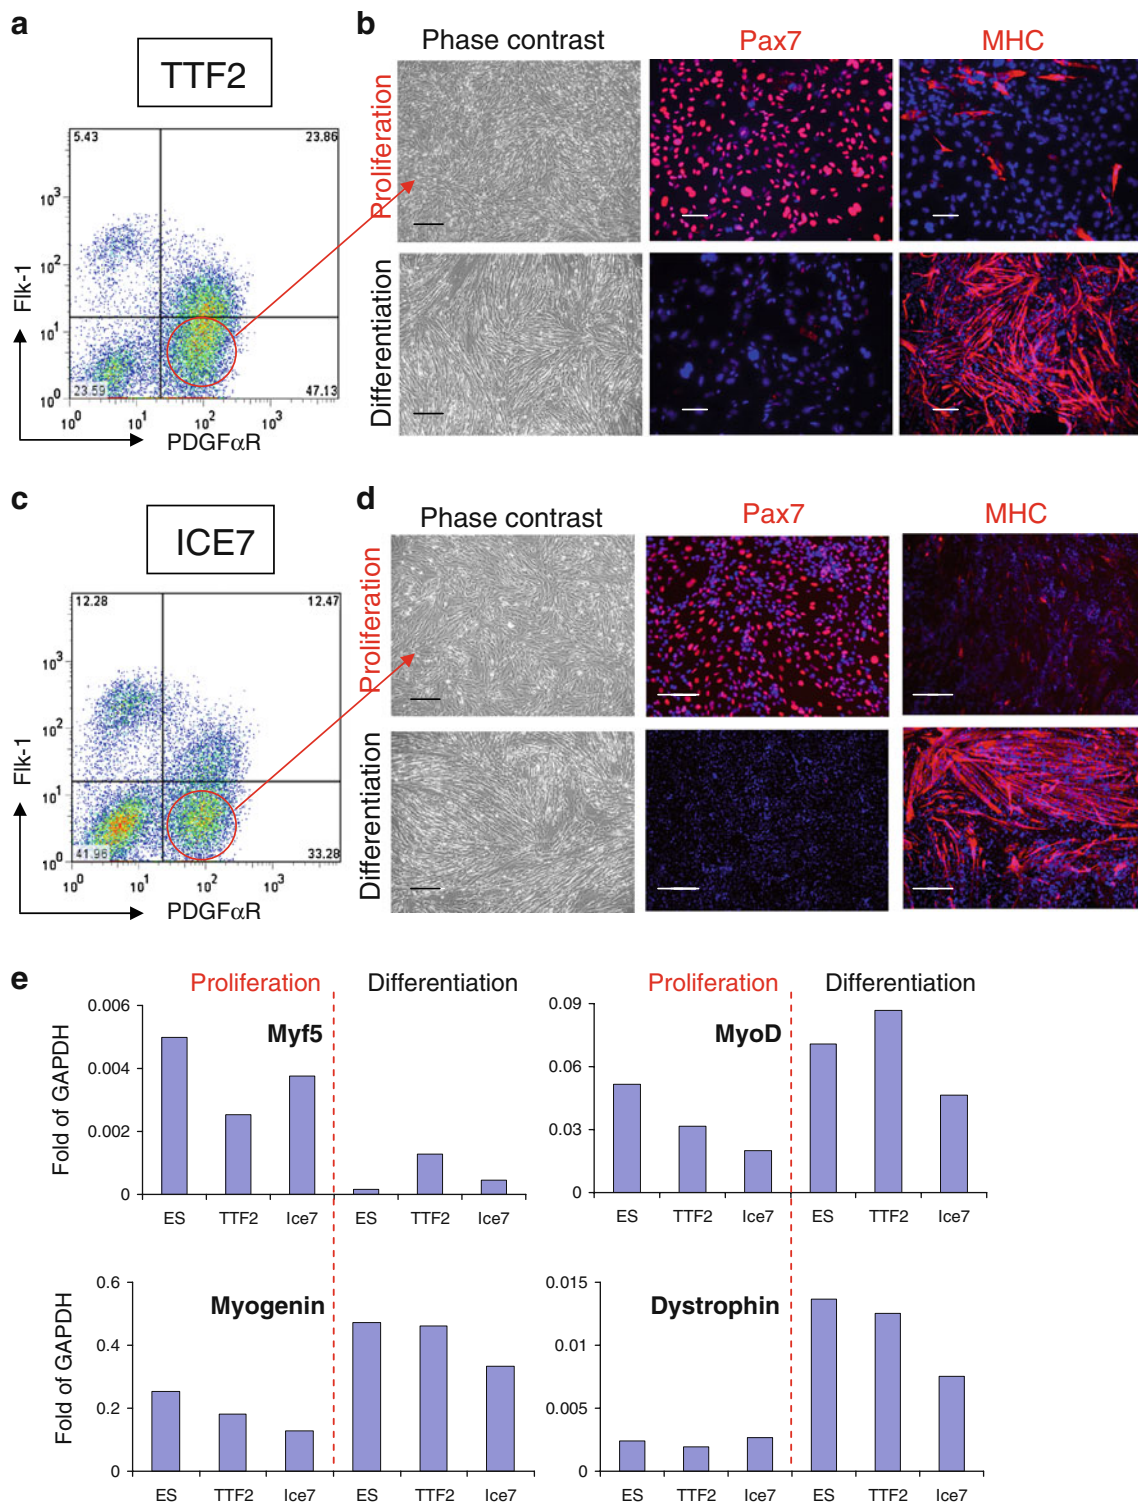 a
TTF2
5.43
23.86
10³
10²
10¹
10⁰
23.59
47.13
10⁰ 10¹ 10² 10³
Flk-1
PDGFαR
b
Phase contrast Pax7 MHC
Proliferation
Differentiation
c
ICE7
12.28
12.47
10³
10²
10¹
10⁰
41.96
33.28
10⁰ 10¹ 10² 10³
Flk-1
PDGFαR
d
Phase contrast Pax7 MHC
Proliferation
Differentiation
e
Proliferation Differentiation
Myf5
Fold of GAPDH
0.006
0.004
0.002
0
ES TTF2 Ice7 ES TTF2 Ice7
Proliferation Differentiation
MyoD
0.09
0.06
0.03
0
ES TTF2 Ice7 ES TTF2 Ice7
Myogenin
Fold of GAPDH
0.6
0.4
0.2
0
ES TTF2 Ice7 ES TTF2 Ice7
Dystrophin
0.015
0.01
0.005
0
ES TTF2 Ice7 ES TTF2 Ice7